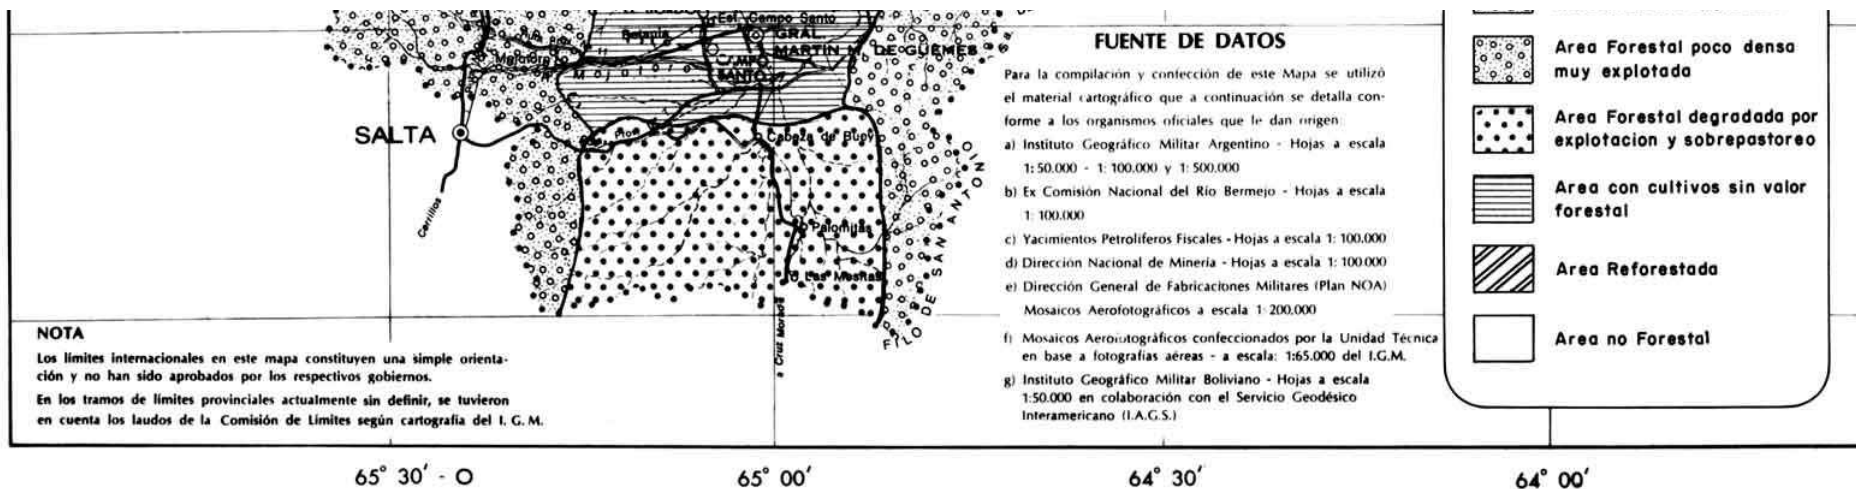 Est. Campo Santo
Betania
GRAL.
MARTÍN M. DE GÜEMES
CAMPO
SANTO
Mojotoro
SALTA
Cabeza de Buey
Palomitas
Las Mesitas
Cerrillos
a Cruz Morada
FILO DE SAN ANTONIO
NOTA
Los límites internacionales en este mapa constituyen una simple orienta-
ción y no han sido aprobados por los respectivos gobiernos.
En los tramos de límites provinciales actualmente sin definir, se tuvieron
en cuenta los laudos de la Comisión de Límites según cartografía del I. G. M.
FUENTE DE DATOS
Para la compilación y confección de este Mapa se utilizó
el material cartográfico que a continuación se detalla con-
forme a los organismos oficiales que le dan origen
a) Instituto Geográfico Militar Argentino - Hojas a escala
1: 50.000 - 1: 100.000 y 1: 500.000
b) Ex Comisión Nacional del Río Bermejo - Hojas a escala
1: 100.000
c) Yacimientos Petrolíferos Fiscales - Hojas a escala 1: 100.000
d) Dirección Nacional de Minería - Hojas a escala 1: 100.000
e) Dirección General de Fabricaciones Militares (Plan NOA)
Mosaicos Aerofotográficos a escala 1: 200.000
f) Mosaicos Aerofotográficos confeccionados por la Unidad Técnica
en base a fotografías aéreas - a escala: 1:65.000 del I.G.M.
g) Instituto Geográfico Militar Boliviano - Hojas a escala
1:50.000 en colaboración con el Servicio Geodésico
Interamericano (I.A.G.S.)
Area Forestal poco densa
muy explotada
Area Forestal degradada por
explotacion y sobrepastoreo
Area con cultivos sin valor
forestal
Area Reforestada
Area no Forestal
65° 30' - O
65° 00'
64° 30'
64° 00'